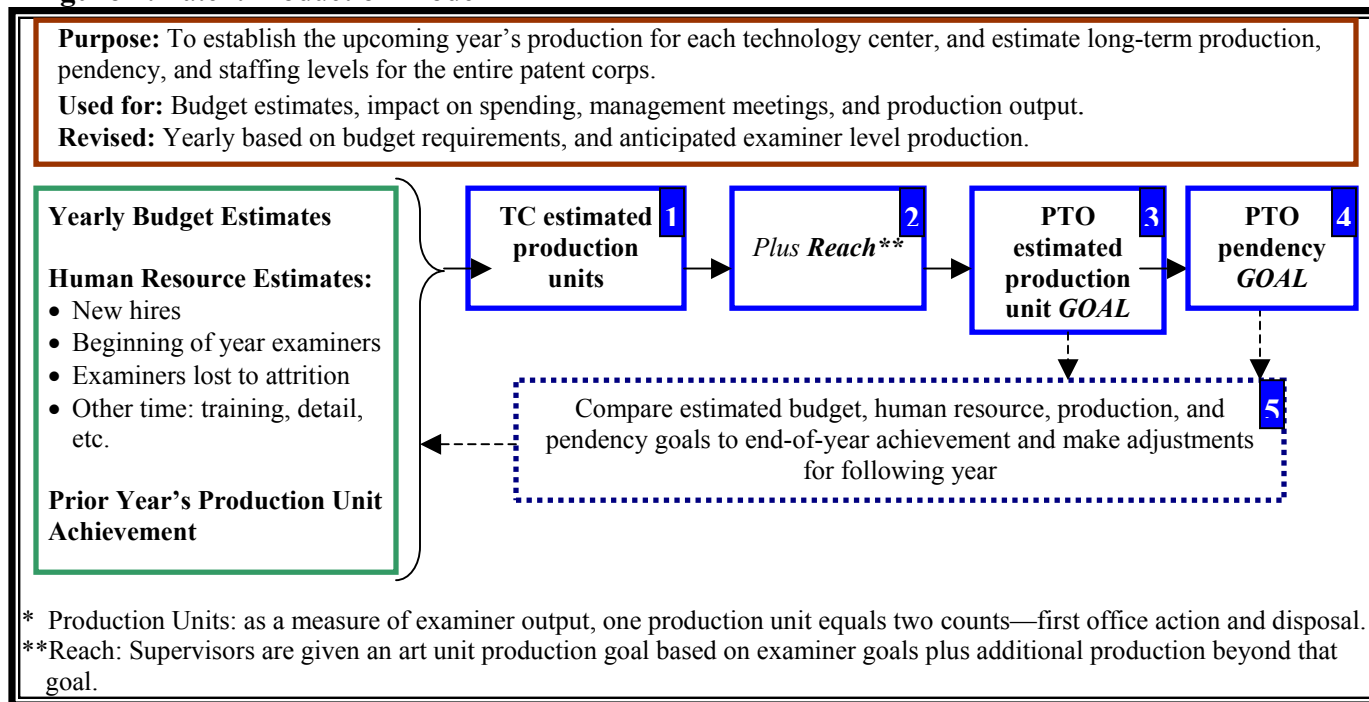 Purpose: To establish the upcoming year's production for each technology center, and estimate long-term production,
pendency, and staffing levels for the entire patent corps.
Used for: Budget estimates, impact on spending, management meetings, and production output.
Revised: Yearly based on budget requirements, and anticipated examiner level production.
Yearly Budget Estimates
Human Resource Estimates:
• New hires
• Beginning of year examiners
• Examiners lost to attrition
• Other time: training, detail,
etc.
Prior Year's Production Unit
Achievement
1
TC estimated
production
units
2
Plus Reach**
3
PTO
estimated
production
unit GOAL
4
PTO
pendency
GOAL
5
Compare estimated budget, human resource, production, and
pendency goals to end-of-year achievement and make adjustments
for following year
* Production Units: as a measure of examiner output, one production unit equals two counts—first office action and disposal.
**Reach: Supervisors are given an art unit production goal based on examiner goals plus additional production beyond that
goal.